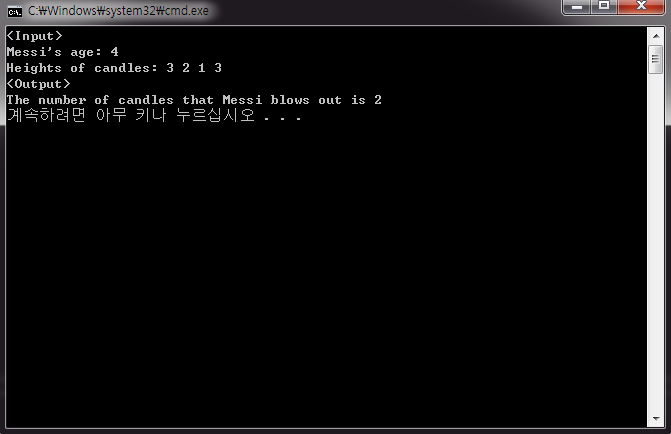 C:\Windows\system32\cmd.exe
<Input>
Messi's age: 4
Heights of candles: 3 2 1 3
<Output>
The number of candles that Messi blows out is 2
계속하려면 아무 키나 누르십시오 . . .